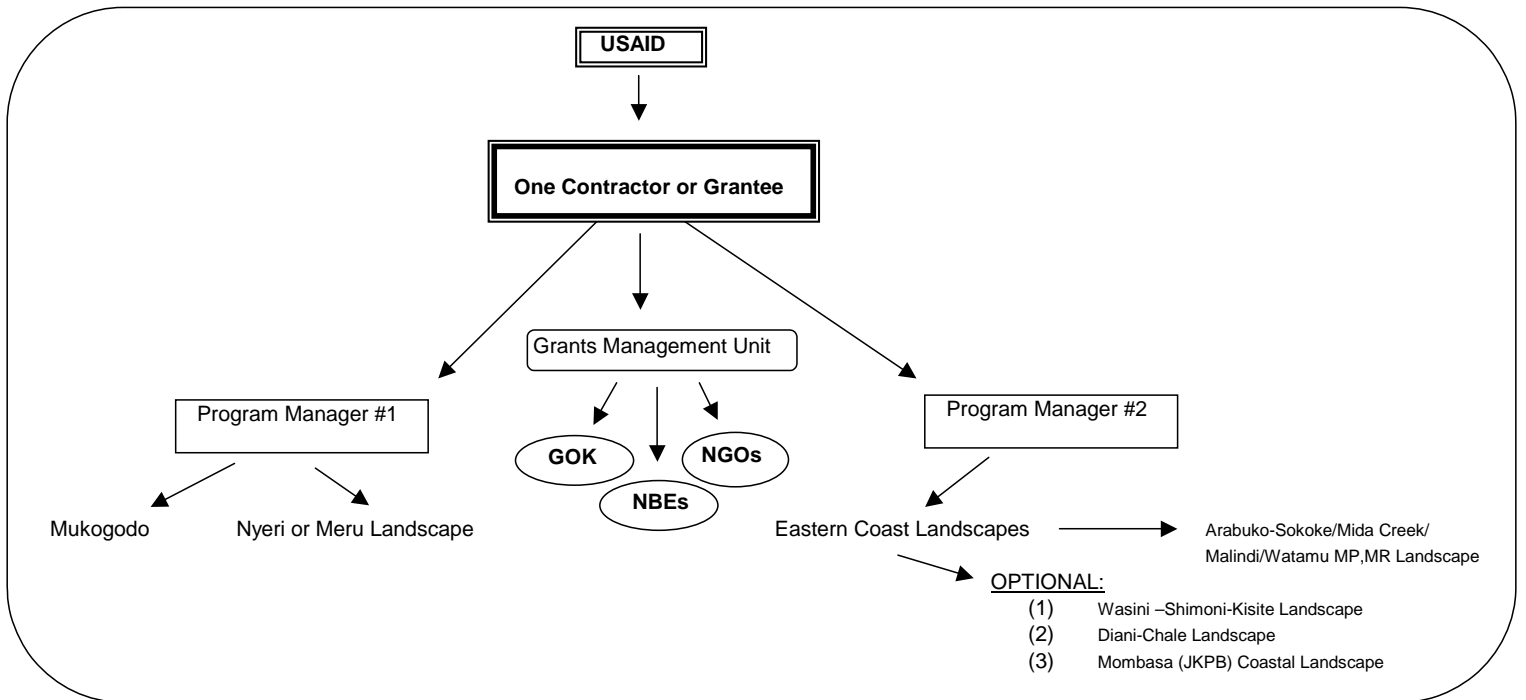 USAID
One Contractor or Grantee
Grants Management Unit
Program Manager #1
Program Manager #2
GOK
NGOs
NBEs
Mukogodo
Nyeri or Meru Landscape
Eastern Coast Landscapes
Arabuko-Sokoke/Mida Creek/
Malindi/Watamu MP,MR Landscape
OPTIONAL:
(1) Wasini –Shimoni-Kisite Landscape
(2) Diani-Chale Landscape
(3) Mombasa (JKPB) Coastal Landscape